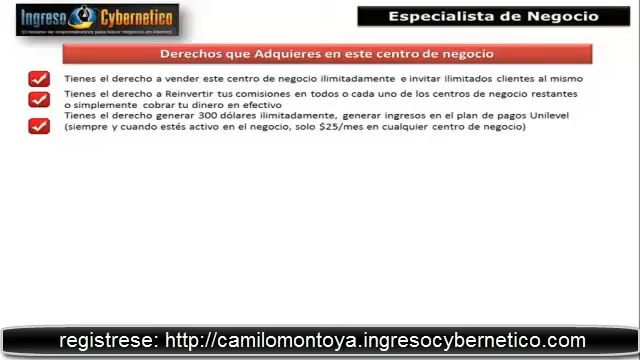 Ingreso Cybernetico
Especialista de Negocio
Derechos que Adquieres en este centro de negocio
Tienes el derecho a vender este centro de negocio ilimitadamente e invitar ilimitados clientes al mismo
Tienes el derecho a Reinvertir tus comisiones en todos o cada uno de los centros de negocio restantes
o simplemente cobrar tu dinero en efectivo
Tienes el derecho generar 300 dólares ilimitadamente, generar ingresos en el plan de pagos Unilevel
(siempre y cuando estés activo en el negocio, solo $25/mes en cualquier centro de negocio)
registrese: http://camilomontoya.ingresocybernetico.com